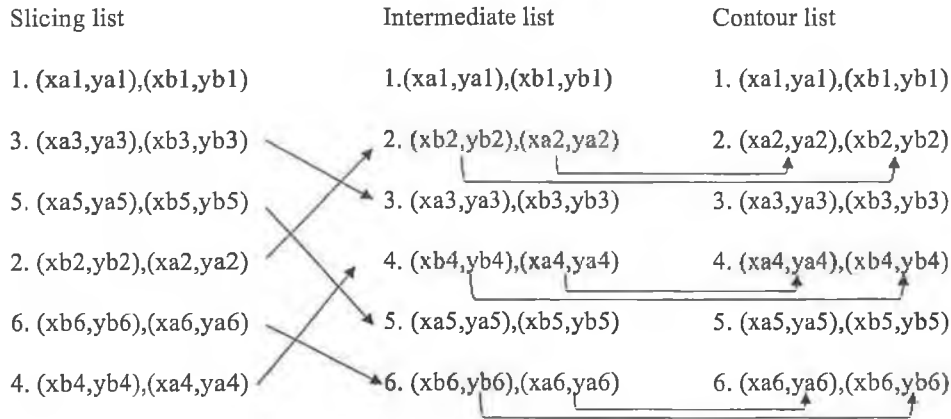 Slicing list Intermediate list Contour list
1. (xa1,ya1),(xb1,yb1) 1.(xa1,ya1),(xb1,yb1) 1. (xa1,ya1),(xb1,yb1)
3. (xa3,ya3),(xb3,yb3) 2. (xb2,yb2),(xa2,ya2) 2. (xa2,ya2),(xb2,yb2)
5. (xa5,ya5),(xb5,yb5) 3. (xa3,ya3),(xb3,yb3) 3. (xa3,ya3),(xb3,yb3)
2. (xb2,yb2),(xa2,ya2) 4. (xb4,yb4),(xa4,ya4) 4. (xa4,ya4),(xb4,yb4)
6. (xb6,yb6),(xa6,ya6) 5. (xa5,ya5),(xb5,yb5) 5. (xa5,ya5),(xb5,yb5)
4. (xb4,yb4),(xa4,ya4) 6. (xb6,yb6),(xa6,ya6) 6. (xa6,ya6),(xb6,yb6)